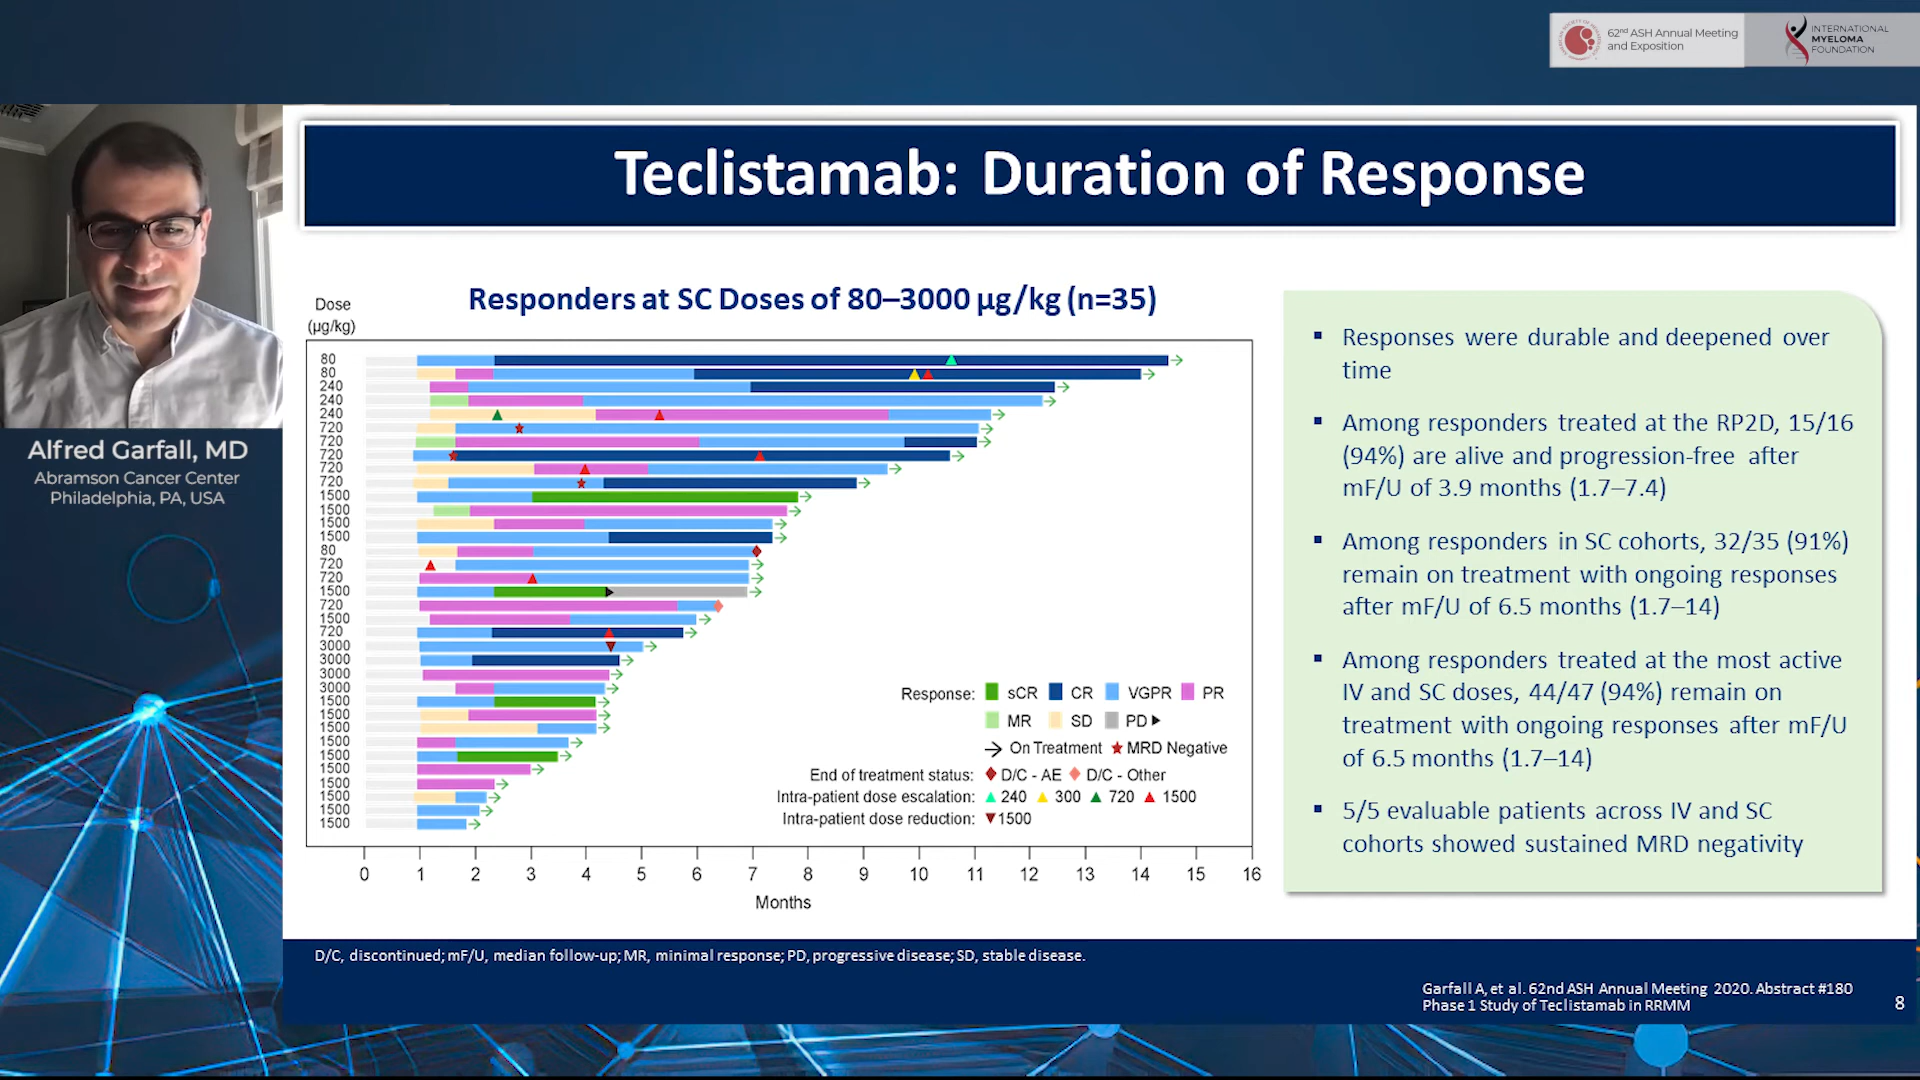 62nd ASH Annual Meeting
and Exposition
INTERNATIONAL
MYELOMA
FOUNDATION
Alfred Garfall, MD
Abramson Cancer Center
Philadelphia, PA, USA
Teclistamab: Duration of Response
Responders at SC Doses of 80–3000 µg/kg (n=35)
Dose
(µg/kg)
80
80
240
240
240
720
720
720
720
720
1500
1500
1500
1500
80
720
720
1500
720
1500
720
3000
3000
3000
3000
1500
1500
1500
1500
1500
1500
1500
1500
1500
1500
Response: sCR CR VGPR PR
MR SD PD
On Treatment MRD Negative
End of treatment status: D/C - AE D/C - Other
Intra-patient dose escalation: 240 300 720 1500
Intra-patient dose reduction: 1500
0 1 2 3 4 5 6 7 8 9 10 11 12 13 14 15 16
Months
▪ Responses were durable and deepened over
time
▪ Among responders treated at the RP2D, 15/16
(94%) are alive and progression-free after
mF/U of 3.9 months (1.7–7.4)
▪ Among responders in SC cohorts, 32/35 (91%)
remain on treatment with ongoing responses
after mF/U of 6.5 months (1.7–14)
▪ Among responders treated at the most active
IV and SC doses, 44/47 (94%) remain on
treatment with ongoing responses after mF/U
of 6.5 months (1.7–14)
▪ 5/5 evaluable patients across IV and SC
cohorts showed sustained MRD negativity
D/C, discontinued; mF/U, median follow-up; MR, minimal response; PD, progressive disease; SD, stable disease.
Garfall A, et al. 62nd ASH Annual Meeting 2020. Abstract #180
Phase 1 Study of Teclistamab in RRMM
8